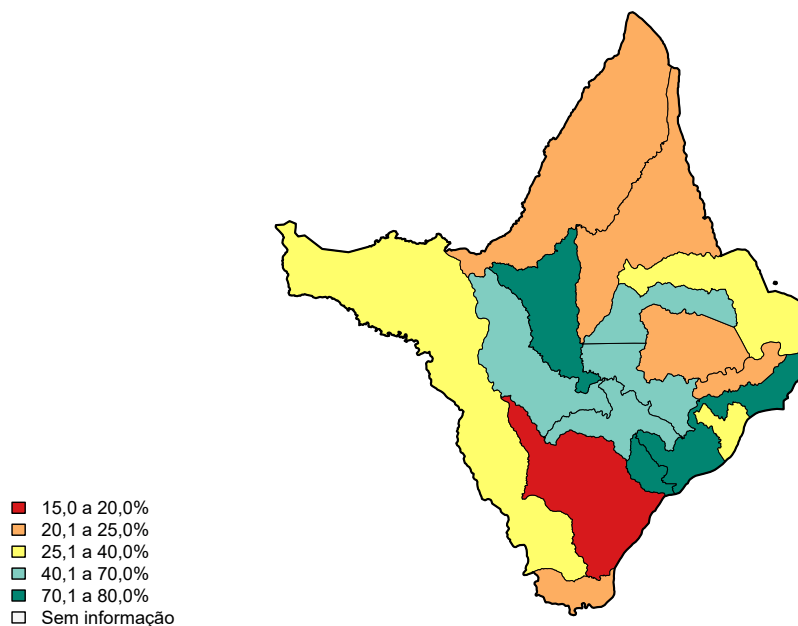 15,0 a 20,0%
20,1 a 25,0%
25,1 a 40,0%
40,1 a 70,0%
70,1 a 80,0%
Sem informação